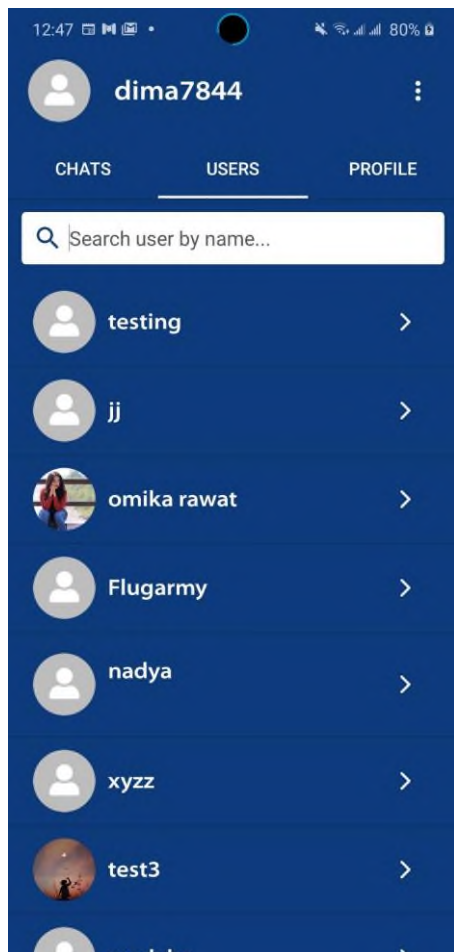 12:47 80%
dima7844
CHATS USERS PROFILE
Search user by name...
testing
jj
omika rawat
Flugarmy
nadya
xyzz
test3